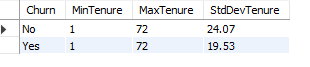 Churn MinTenure MaxTenure StdDevTenure
No 1 72 24.07
Yes 1 72 19.53